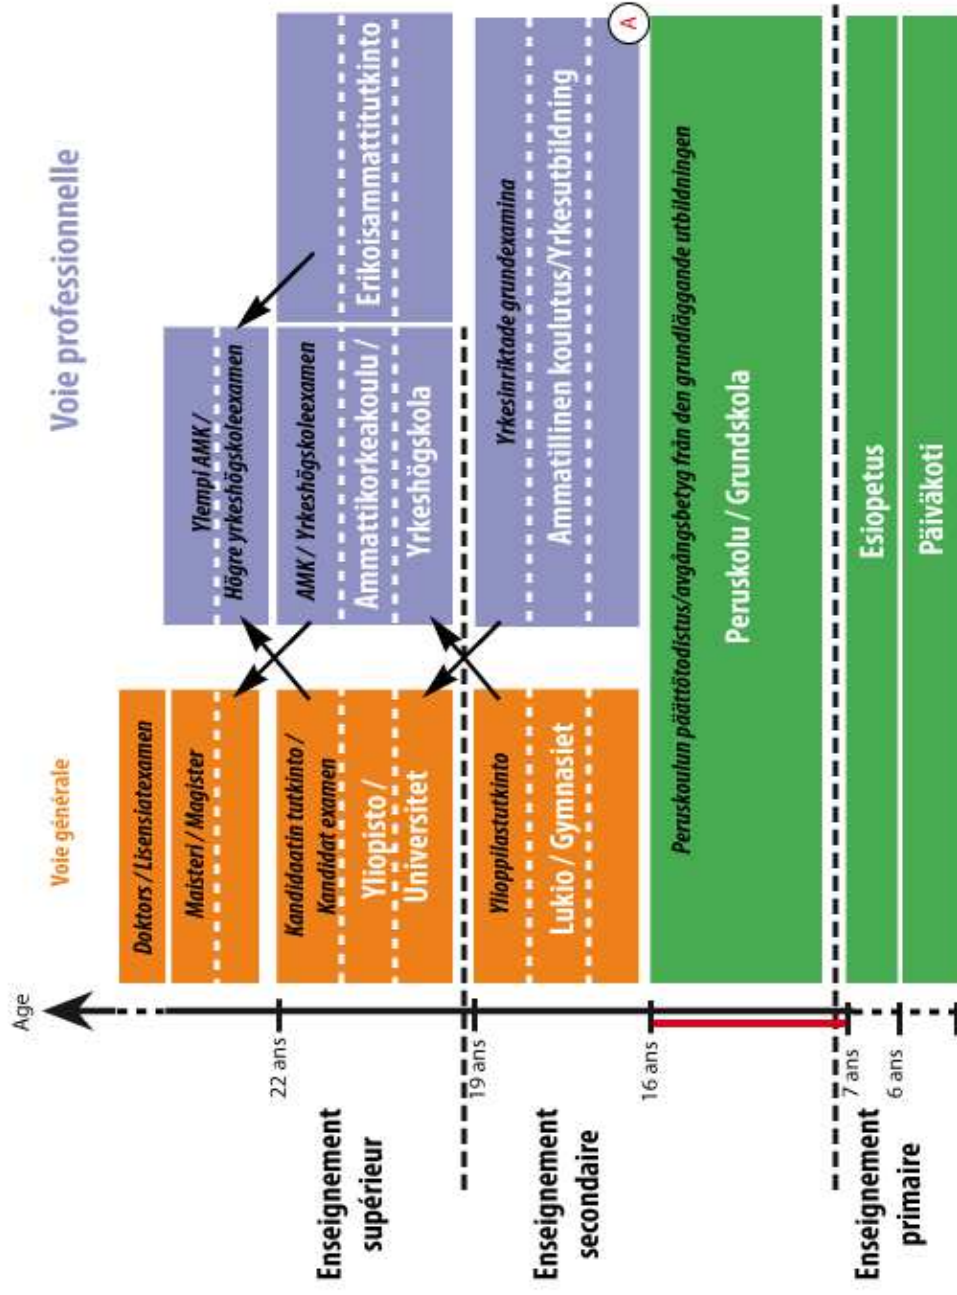 Voie générale
Voie professionnelle
Age
Doktors / Lisensiatexamen
Maisteri / Magister
Ylempi AMK /
Högre yrkeshögskoleexamen
22 ans
Enseignement
supérieur
Kandidaatin tutkinto /
Kandidat examen
Yliopisto /
Universitet
AMK / Yrkeshögskoleexamen
Ammattikorkeakoulu /
Yrkeshögskola
Erikoisammattitutkinto
19 ans
Enseignement
secondaire
Ylioppilastutkinto
Lukio / Gymnasiet
Yrkesinriktade grundexamina
Ammatillinen koulutus/Yrkesutbildning
A
16 ans
Peruskoulun päättötodistus/avgångsbetyg från den grundläggande utbildningen
Peruskolu / Grundskola
7 ans
Enseignement
primaire
Esiopetus
6 ans
Päiväkoti